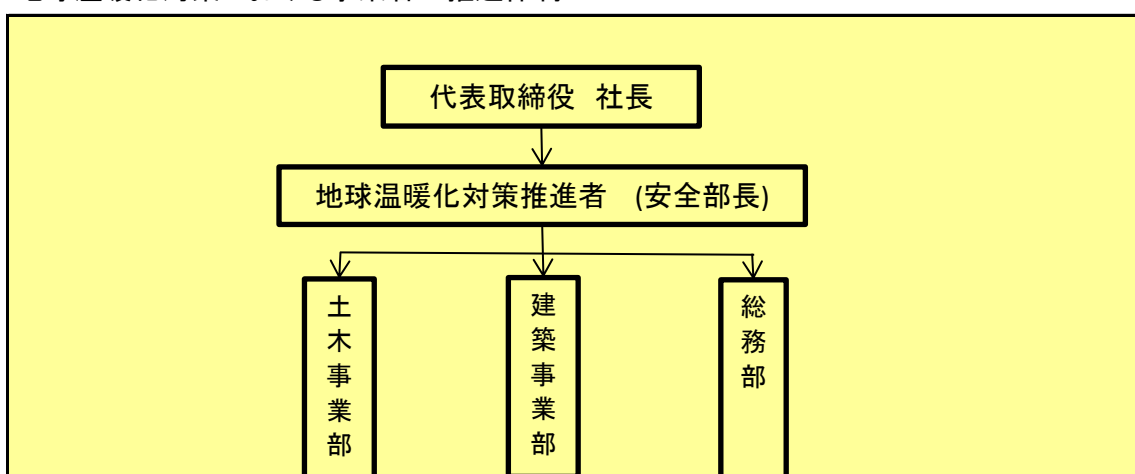 代表取締役 社長
地球温暖化対策推進者 (安全部長)
土木事業部
建築事業部
総務部